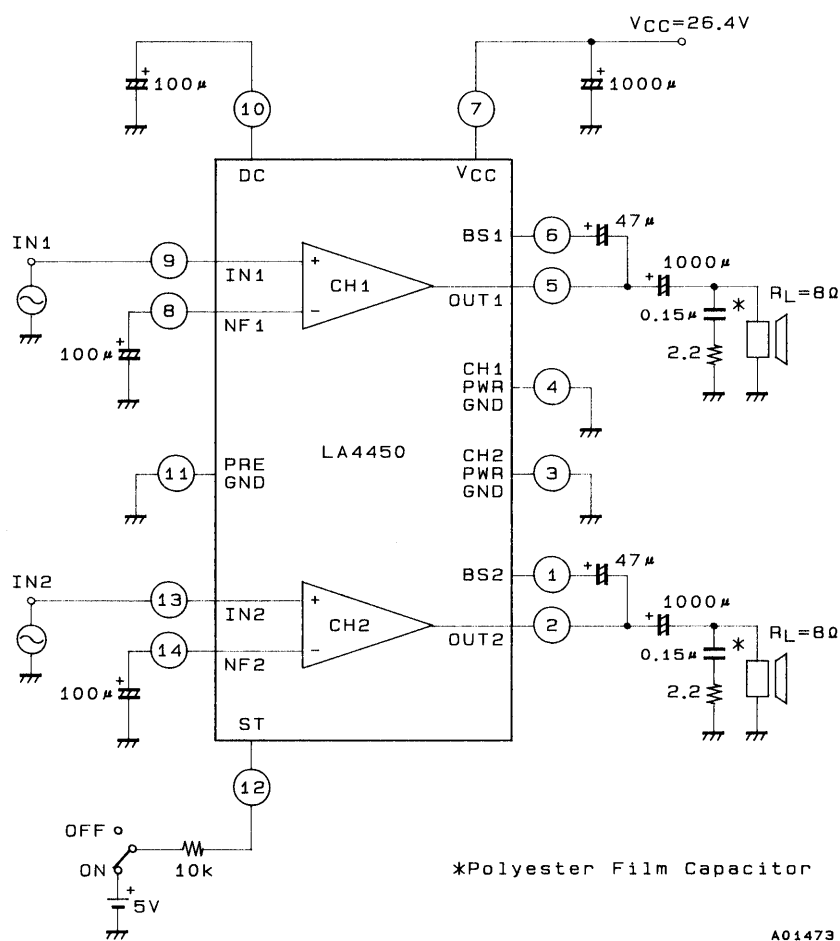 VCC=26.4V
+
100μ
+
1000μ
10
7
DC
VCC
IN1
9
IN1
+
CH1
−
8
NF1
+
100μ
BS1
6
+
47μ
OUT1
5
+
1000μ
0.15μ
*
2.2
RL=8Ω
CH1
PWR
GND
4
LA4450
11
PRE
GND
CH2
PWR
GND
3
IN2
13
IN2
+
CH2
−
14
NF2
+
100μ
BS2
1
+
47μ
OUT2
2
+
1000μ
0.15μ
*
2.2
RL=8Ω
ST
12
OFF
ON
10k
+
5V
*Polyester Film Capacitor
A01473